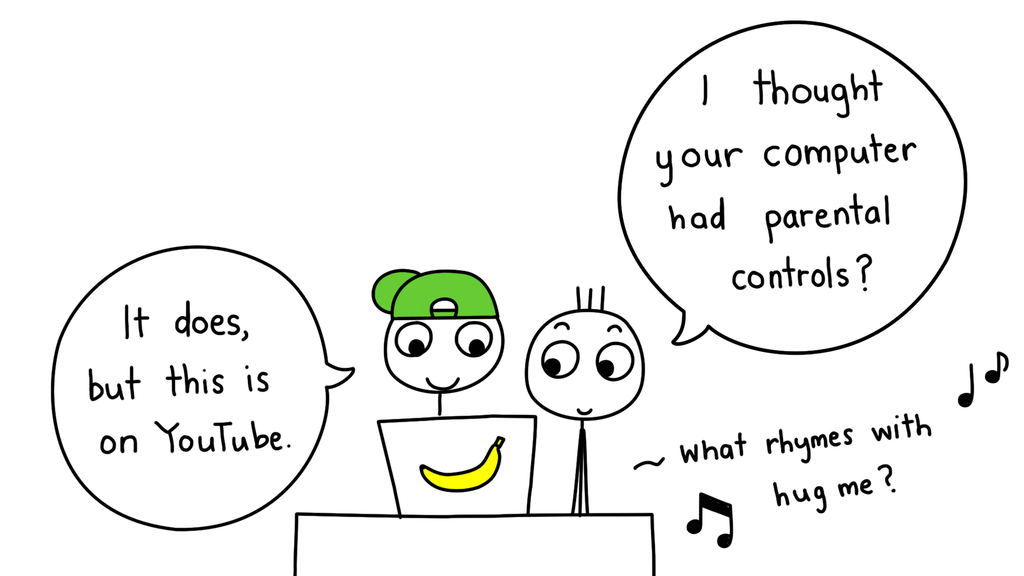 I thought
your computer
had parental
controls?
It does,
but this is
on YouTube.
~ What rhymes with
hug me?